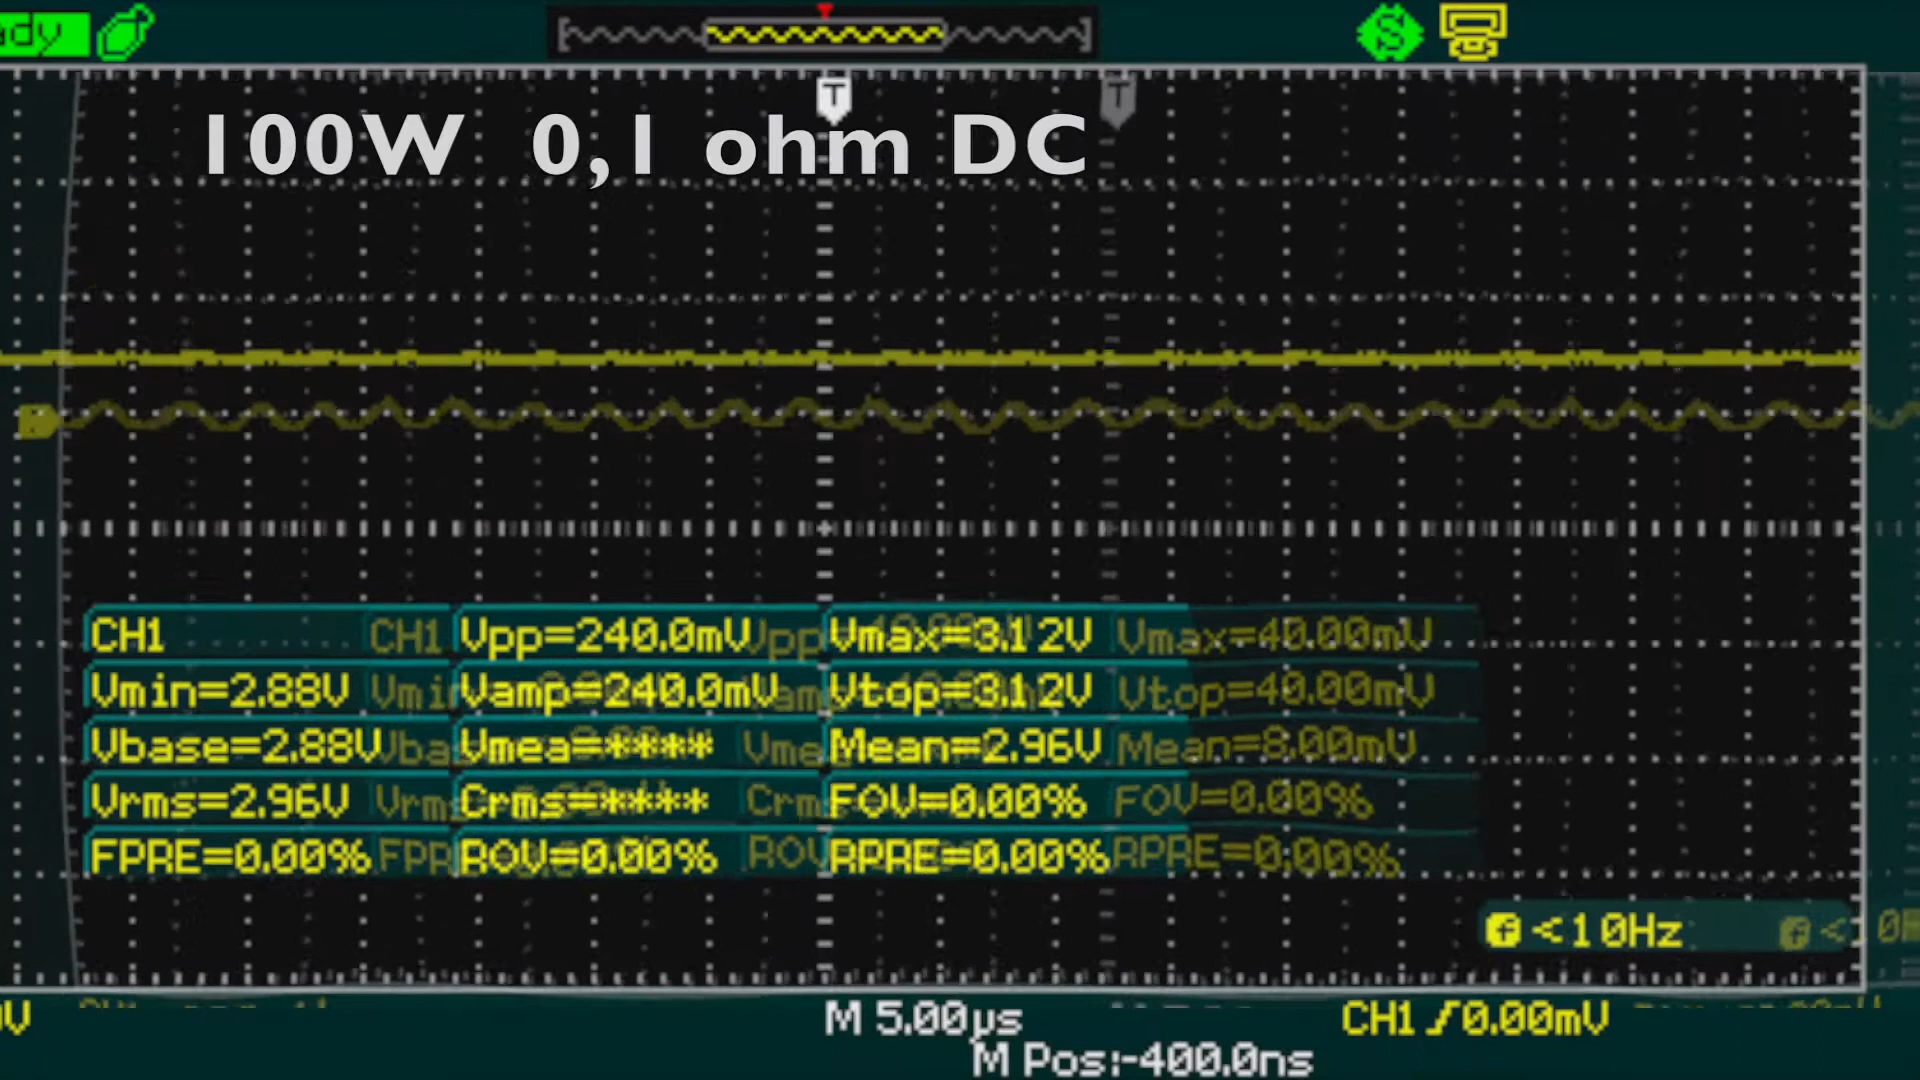 ady
T T
100W 0,1 ohm DC
CH1 CH1 Vpp=240.0mV Vmax=3.12V Vmax=40.00mV
Vmin=2.88V Vamp=240.0mV Vtop=3.12V Vtop=40.00mV
Vbase=2.88V Vmea=**** Mean=2.96V Mean=8.00mV
Vrms=2.96V Crms=**** FOV=0.00% FOV=0.00%
FPRE=0.00% ROV=0.00% RPRE=0.00% RPRE=0.00%
f <10Hz
V M 5.00µs CH1 0.00mV
M Pos:-400.0ns